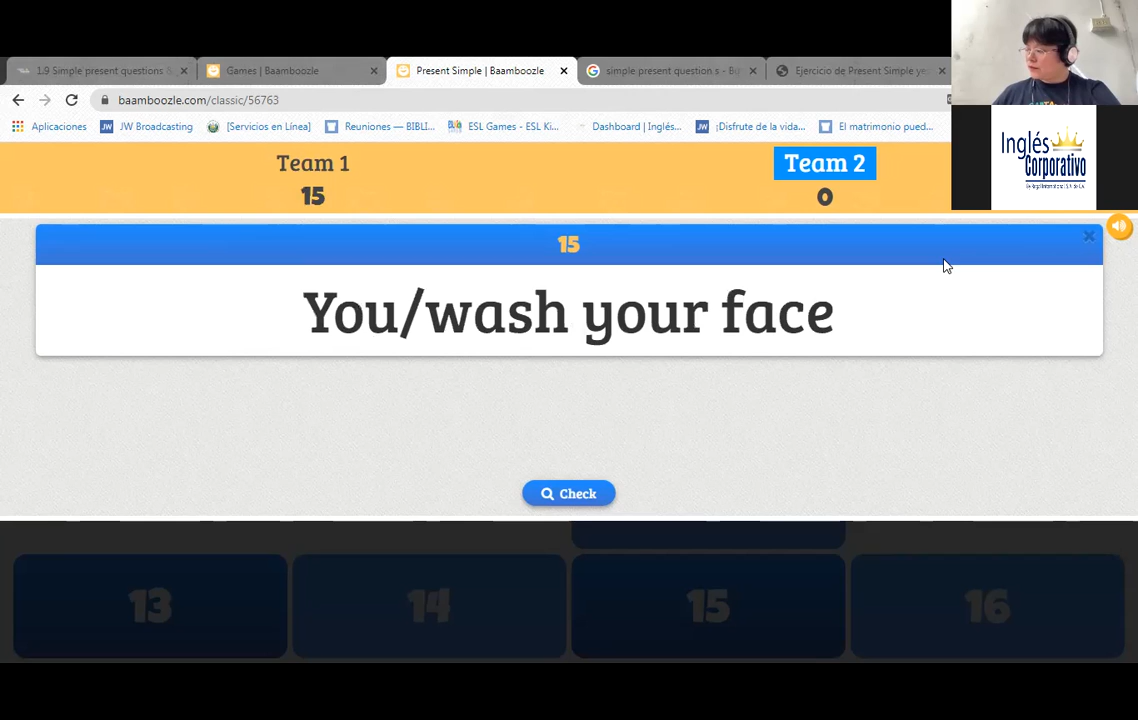 1.9 Simple present questions &
Games | Baamboozle
Present Simple | Baamboozle
simple present question s -
Ejercicio de Present Simple
baamboozle.com/classic/56763
Aplicaciones
JW Broadcasting
[Servicios en Línea]
Reuniones — BIBLI...
ESL Games - ESL Ki...
Dashboard | Inglés...
¡Disfrute de la vida...
El matrimonio pued...
Inglés
Corporativo
Team 1
15
Team 2
0
15
You/wash your face
Check
13
14
15
16